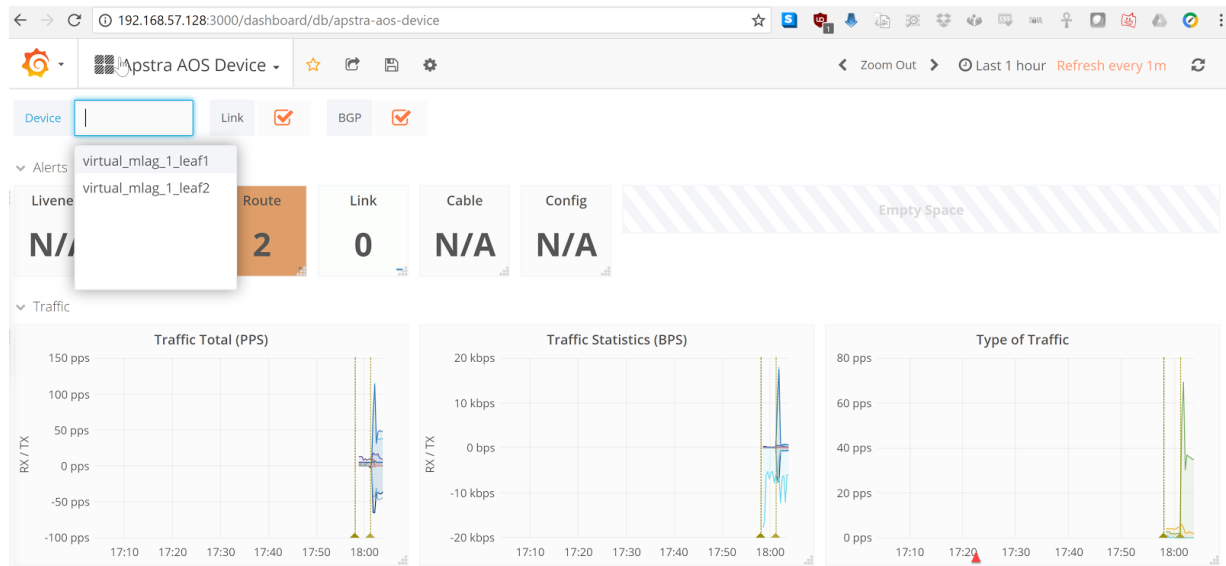 192.168.57.128:3000/dashboard/db/apstra-aos-device
1
Apstra AOS Device
Zoom Out
Last 1 hour
Refresh every 1m
Device
Link
BGP
virtual_mlag_1_leaf1
virtual_mlag_1_leaf2
Alerts
Livene
Route
Link
Cable
Config
N/A
2
0
N/A
N/A
Empty Space
Traffic
Traffic Total (PPS)
150 pps
100 pps
50 pps
0 pps
-50 pps
-100 pps
RX / TX
17:10 17:20 17:30 17:40 17:50 18:00
Traffic Statistics (BPS)
20 kbps
10 kbps
0 bps
-10 kbps
-20 kbps
RX / TX
17:10 17:20 17:30 17:40 17:50 18:00
Type of Traffic
80 pps
60 pps
40 pps
20 pps
0 pps
17:10 17:20 17:30 17:40 17:50 18:00